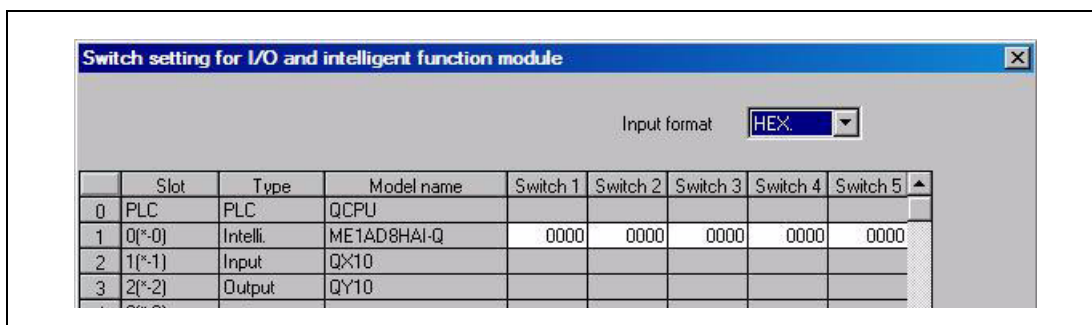 Switch setting for I/O and intelligent function module
Input format HEX.
Slot Type Model name Switch 1 Switch 2 Switch 3 Switch 4 Switch 5
0 PLC PLC QCPU
1 0(*-0) Intelli. ME1AD8HAI-Q 0000 0000 0000 0000 0000
2 1(*-1) Input QX10
3 2(*-2) Output QY10